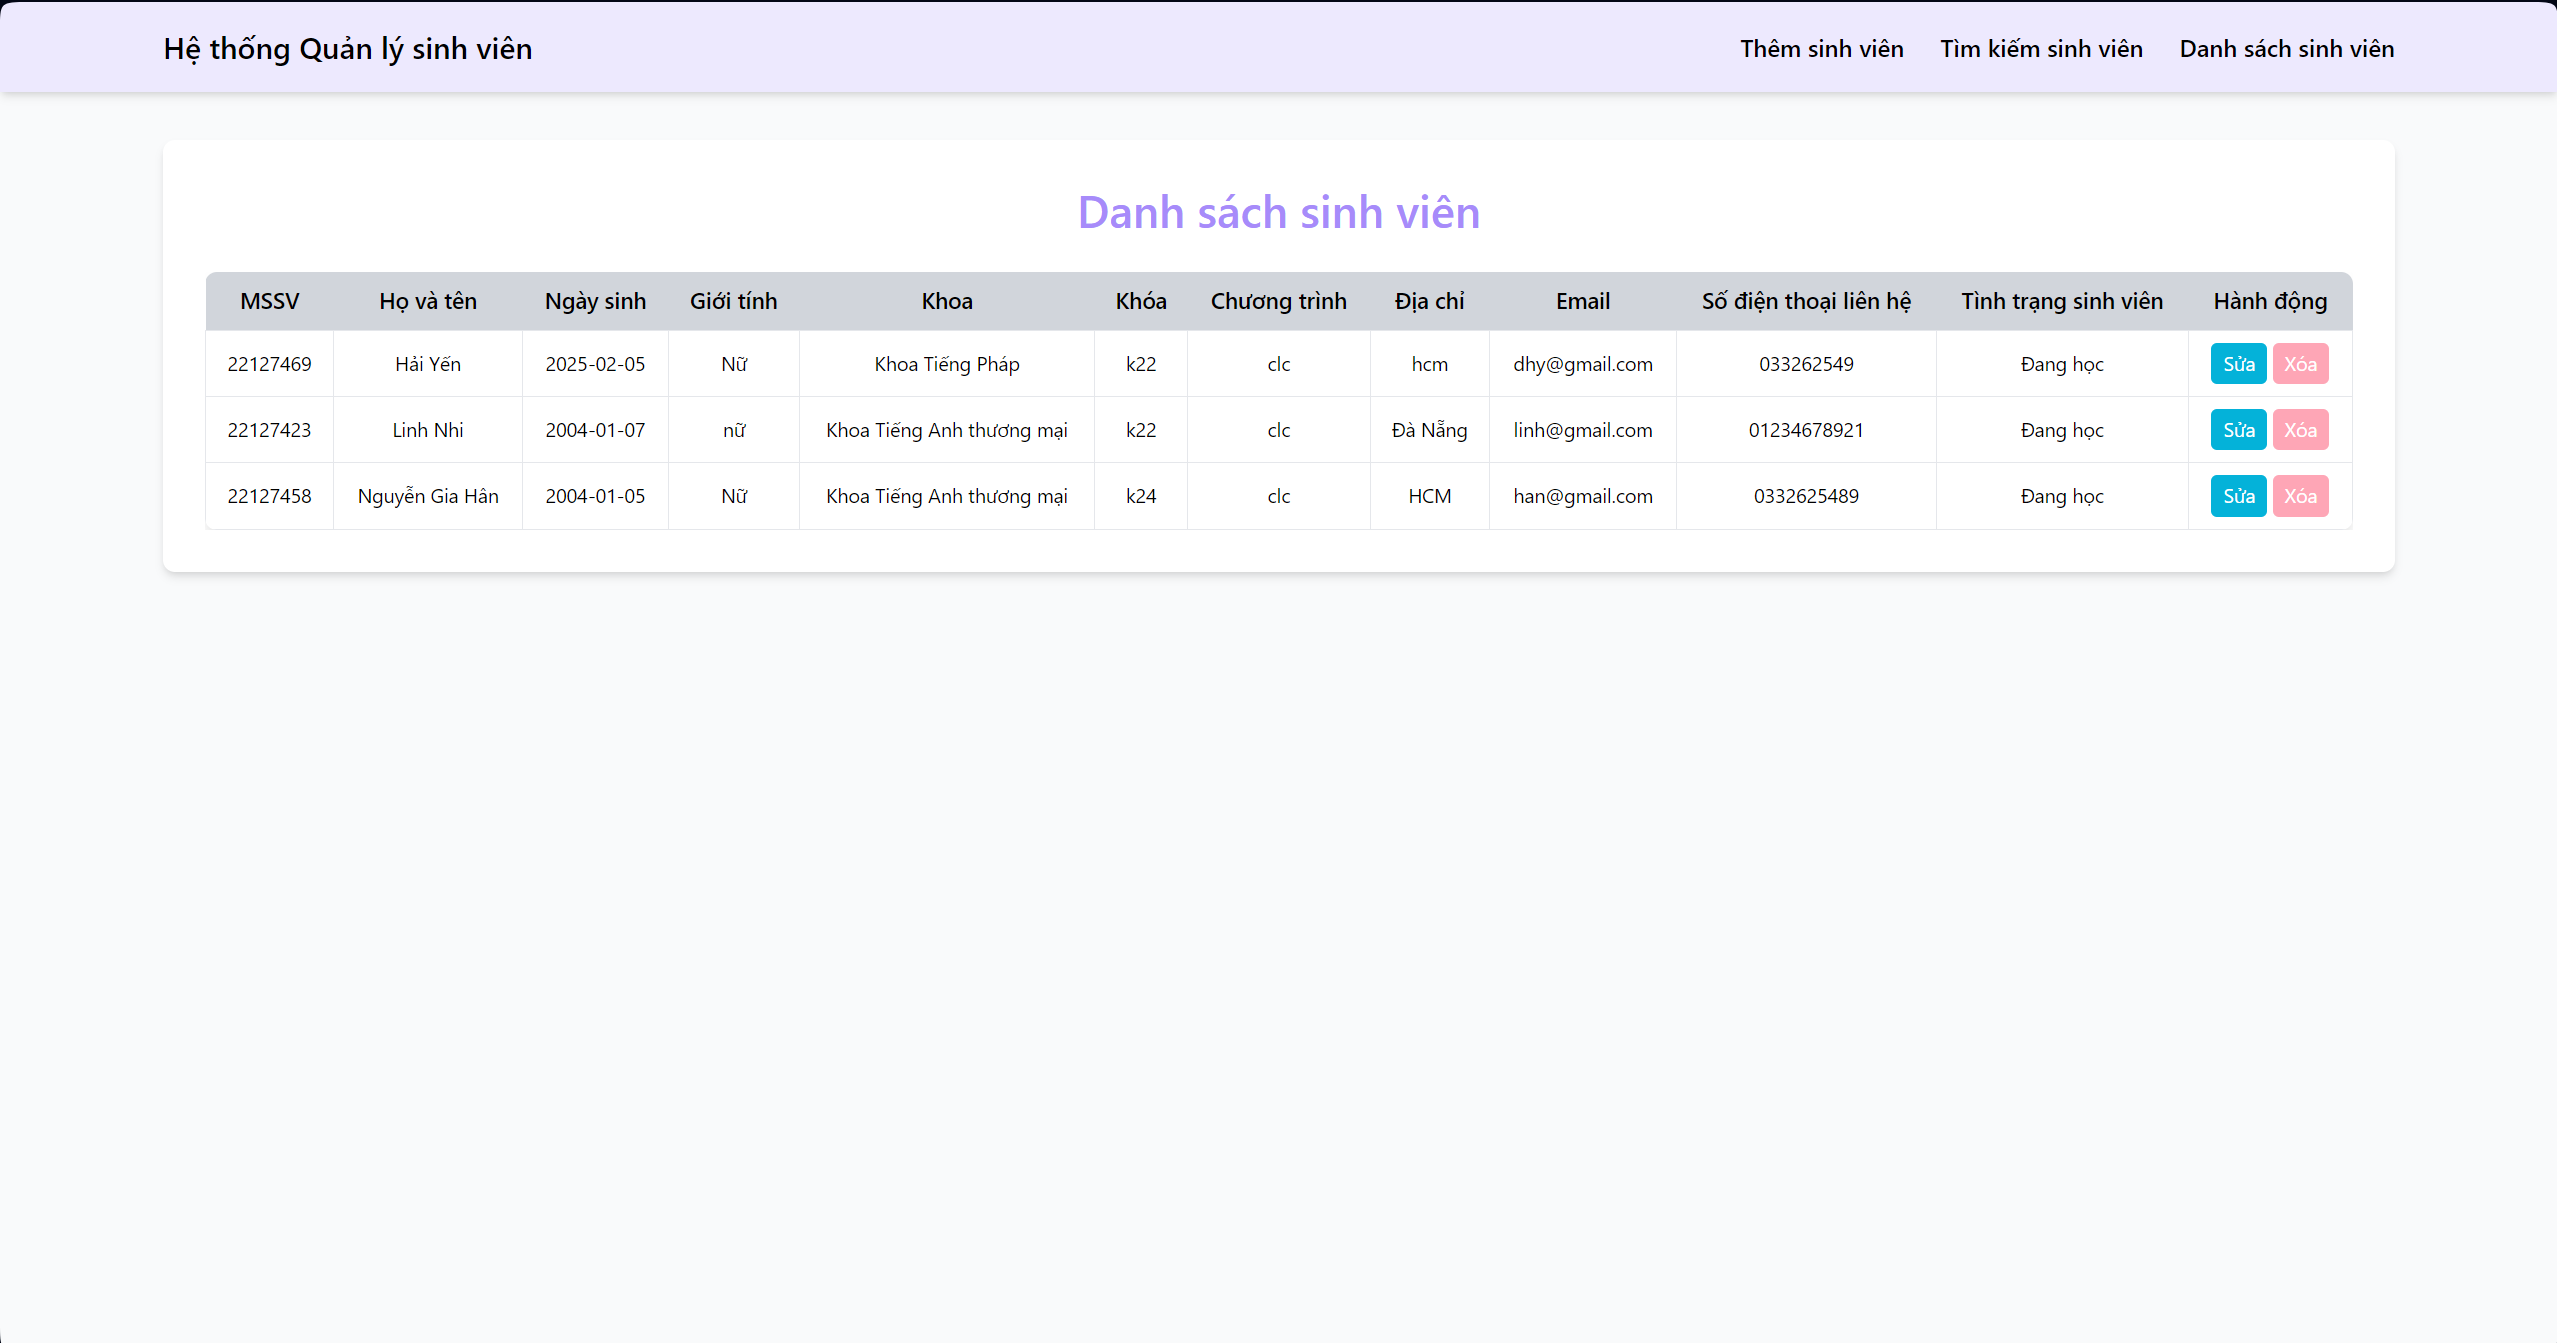 Hệ thống Quản lý sinh viên Thêm sinh viên Tìm kiếm sinh viên Danh sách sinh viên
Danh sách sinh viên
MSSV Họ và tên Ngày sinh Giới tính Khoa Khóa Chương trình Địa chỉ Email Số điện thoại liên hệ Tình trạng sinh viên Hành động
22127469 Hải Yến 2025-02-05 Nữ Khoa Tiếng Pháp k22 clc hcm dhy@gmail.com 033262549 Đang học Sửa Xóa
22127423 Linh Nhi 2004-01-07 nữ Khoa Tiếng Anh thương mại k22 clc Đà Nẵng linh@gmail.com 01234678921 Đang học Sửa Xóa
22127458 Nguyễn Gia Hân 2004-01-05 Nữ Khoa Tiếng Anh thương mại k24 clc HCM han@gmail.com 0332625489 Đang học Sửa Xóa